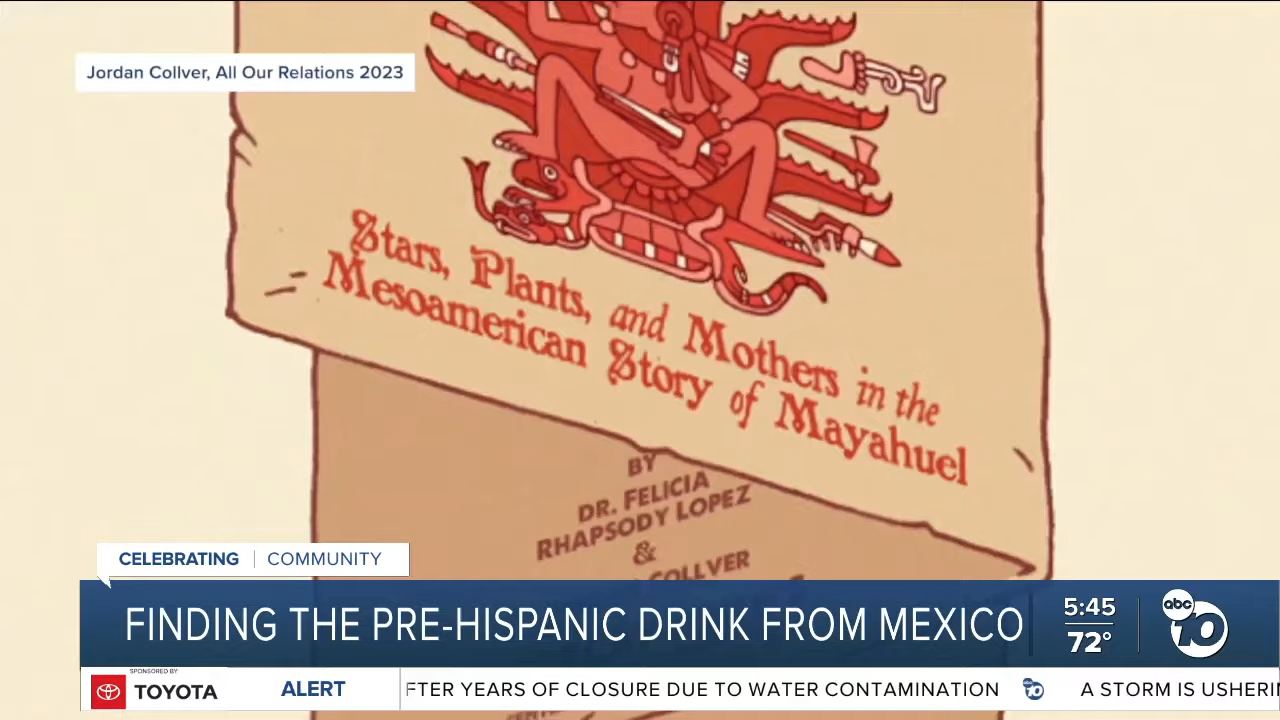 Jordan Collver, All Our Relations 2023
Stars, Plants, and Mothers in the
Mesoamerican Story of Mayahuel
BY
DR. FELICIA
RHAPSODY LOPEZ
&
COLLVER
CELEBRATING COMMUNITY
FINDING THE PRE-HISPANIC DRINK FROM MEXICO
5:45
72°
abc
10
SPONSORED BY
TOYOTA
ALERT
FTER YEARS OF CLOSURE DUE TO WATER CONTAMINATION
abc 10
A STORM IS USHERI